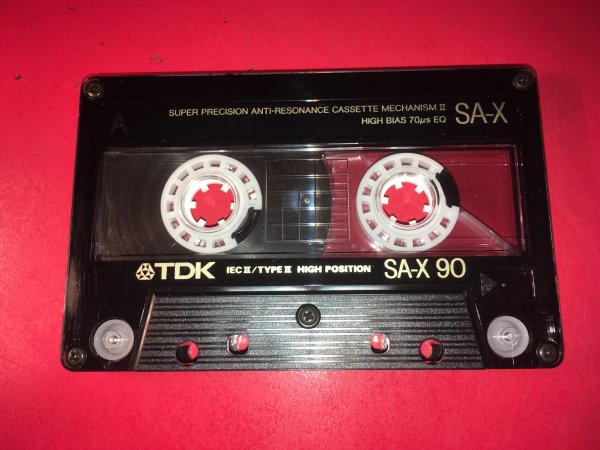 SUPER PRECISION ANTI-RESONANCE CASSETTE MECHANISM II SA-X
A
HIGH BIAS 70μs EQ
TDK IEC II/TYPE II HIGH POSITION SA-X 90